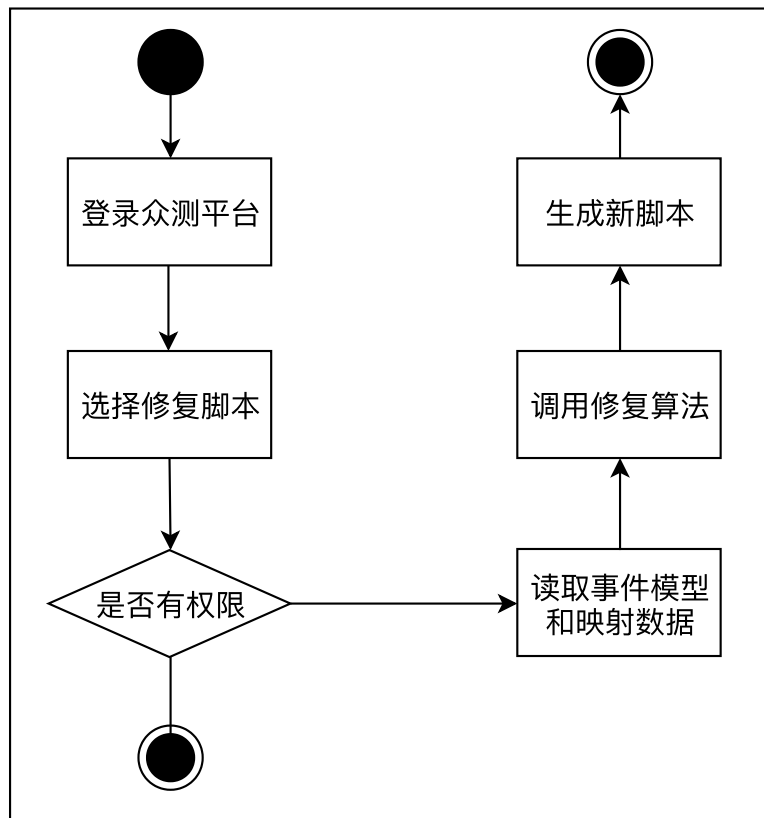 登录众测平台
选择修复脚本
是否有权限
读取事件模型
和映射数据
调用修复算法
生成新脚本